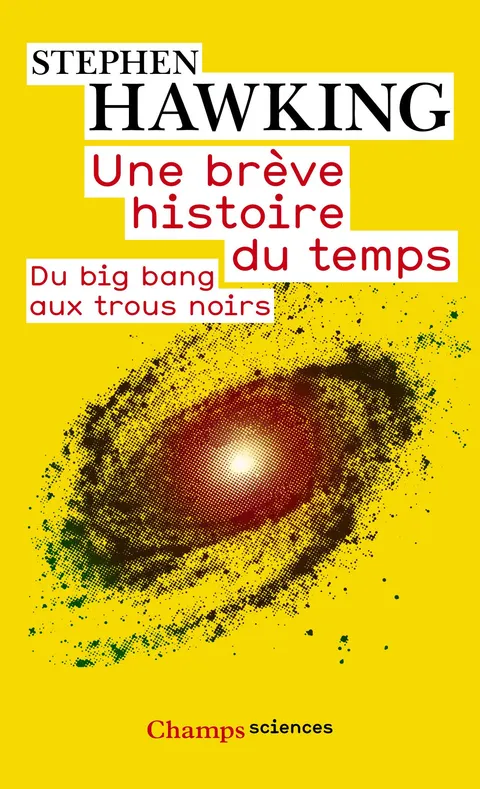 STEPHEN
HAWKING
Une brève
histoire
du temps
Du big bang
aux trous noirs
Champs sciences